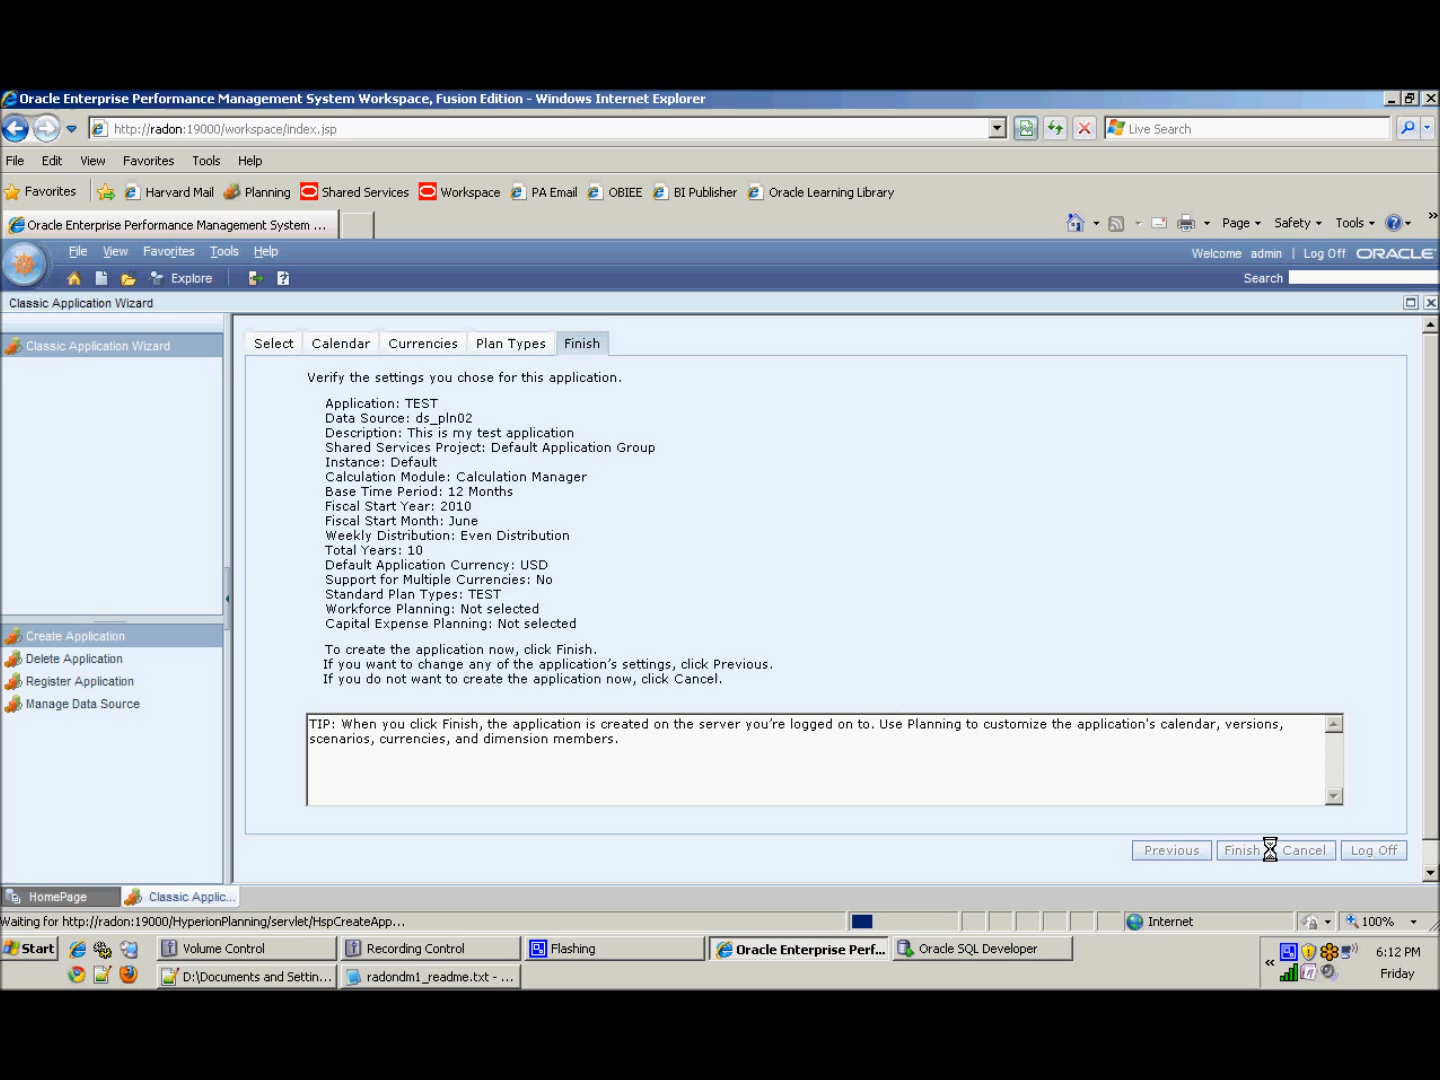 Oracle Enterprise Performance Management System Workspace, Fusion Edition - Windows Internet Explorer
http://radon:19000/workspace/index.jsp
Live Search
File Edit View Favorites Tools Help
Favorites Harvard Mail Planning Shared Services Workspace PA Email OBIEE BI Publisher Oracle Learning Library
Oracle Enterprise Performance Management System ... Page Safety Tools
File View Favorites Tools Help Welcome admin | Log Off ORACLE
Explore Search
Classic Application Wizard
Classic Application Wizard
Select Calendar Currencies Plan Types Finish
Verify the settings you chose for this application.
Application: TEST
Data Source: ds_pln02
Description: This is my test application
Shared Services Project: Default Application Group
Instance: Default
Calculation Module: Calculation Manager
Base Time Period: 12 Months
Fiscal Start Year: 2010
Fiscal Start Month: June
Weekly Distribution: Even Distribution
Total Years: 10
Default Application Currency: USD
Support for Multiple Currencies: No
Standard Plan Types: TEST
Workforce Planning: Not selected
Capital Expense Planning: Not selected
To create the application now, click Finish.
If you want to change any of the application's settings, click Previous.
If you do not want to create the application now, click Cancel.
Create Application
Delete Application
Register Application
Manage Data Source
TIP: When you click Finish, the application is created on the server you're logged on to. Use Planning to customize the application's calendar, versions,
scenarios, currencies, and dimension members.
Previous Finish Cancel Log Off
HomePage Classic Applic...
Waiting for http://radon:19000/HyperionPlanning/servlet/HspCreateApp... Internet 100%
Start Volume Control Recording Control Flashing Oracle Enterprise Perf... Oracle SQL Developer 6:12 PM
D:\Documents and Settin... radondm1_readme.txt - ... Friday